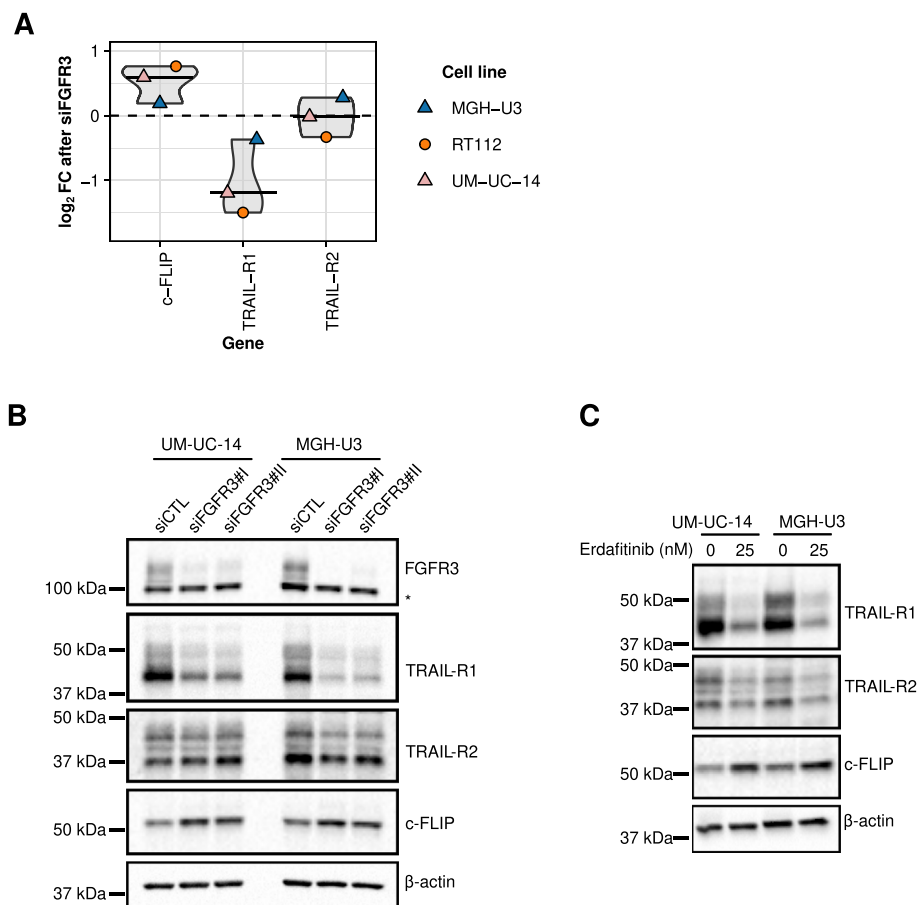 A
log2 FC after siFGFR3
1
0
−1
c−FLIP
TRAIL−R1
TRAIL−R2
Gene
Cell line
MGH−U3
RT112
UM−UC−14
B
UM-UC-14
MGH-U3
siCTL
siFGFR3#I
siFGFR3#II
siCTL
siFGFR3#I
siFGFR3#II
100 kDa
FGFR3
*
50 kDa
37 kDa
TRAIL-R1
50 kDa
37 kDa
TRAIL-R2
50 kDa
c-FLIP
37 kDa
β-actin
C
UM-UC-14
MGH-U3
Erdafitinib (nM) 0 25 0 25
50 kDa
37 kDa
TRAIL-R1
50 kDa
37 kDa
TRAIL-R2
50 kDa
c-FLIP
37 kDa
β-actin